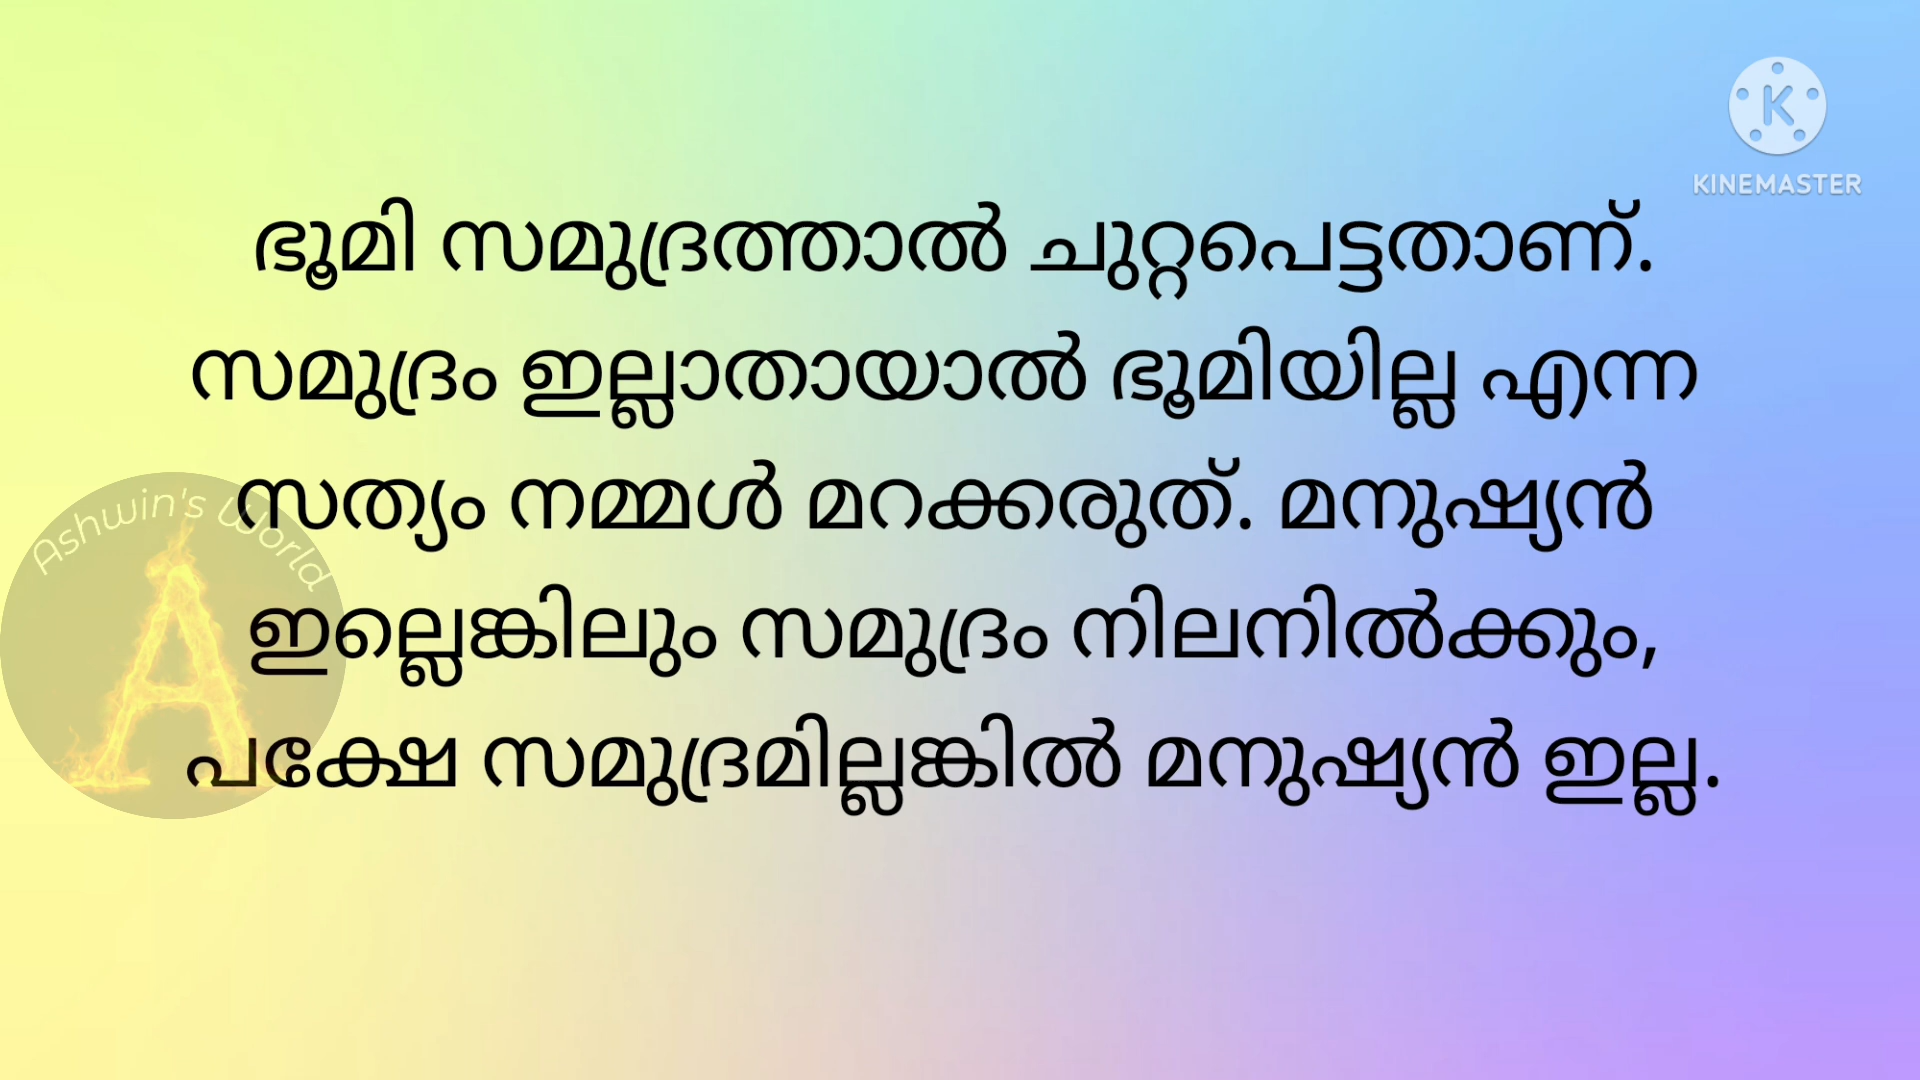 KINEMASTER
ഭൂമി സമുദ്രത്താൽ ചുറ്റപെട്ടതാണ്.
സമുദ്രം ഇല്ലാതായാൽ ഭൂമിയില്ല എന്ന
സത്യം നമ്മൾ മറക്കരുത്. മനുഷ്യൻ
ഇല്ലെങ്കിലും സമുദ്രം നിലനിൽക്കും,
പക്ഷേ സമുദ്രമില്ലങ്കിൽ മനുഷ്യൻ ഇല്ല.
Ashwin's World
A